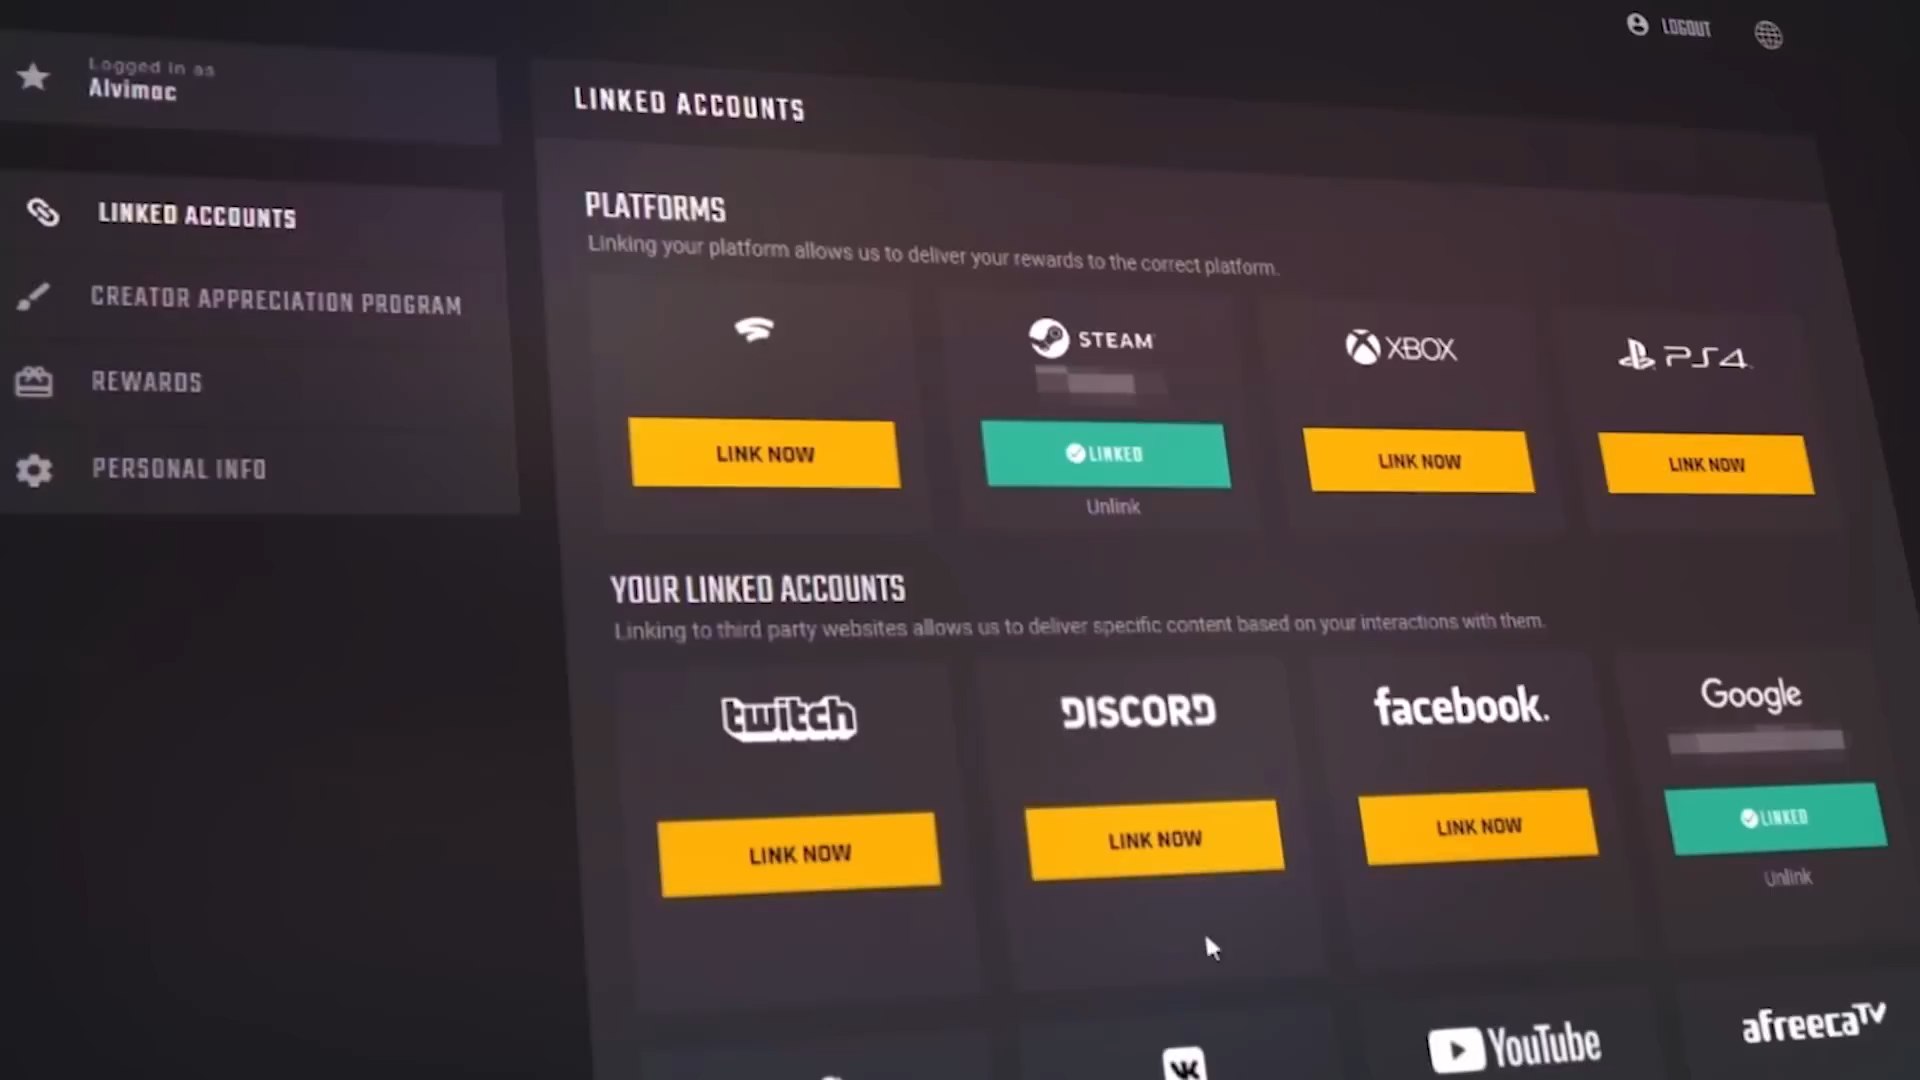 LOGOUT
Logged in as
Alvimac
LINKED ACCOUNTS
CREATOR APPRECIATION PROGRAM
REWARDS
PERSONAL INFO
LINKED ACCOUNTS
PLATFORMS
Linking your platform allows us to deliver your rewards to the correct platform.
STEAM
XBOX
PS4
LINK NOW
LINKED
LINK NOW
LINK NOW
Unlink
YOUR LINKED ACCOUNTS
Linking to third party websites allows us to deliver specific content based on your interactions with them.
twitch
DISCORD
facebook.
Google
LINK NOW
LINK NOW
LINK NOW
LINKED
Unlink
VK
YouTube
afreecaTV